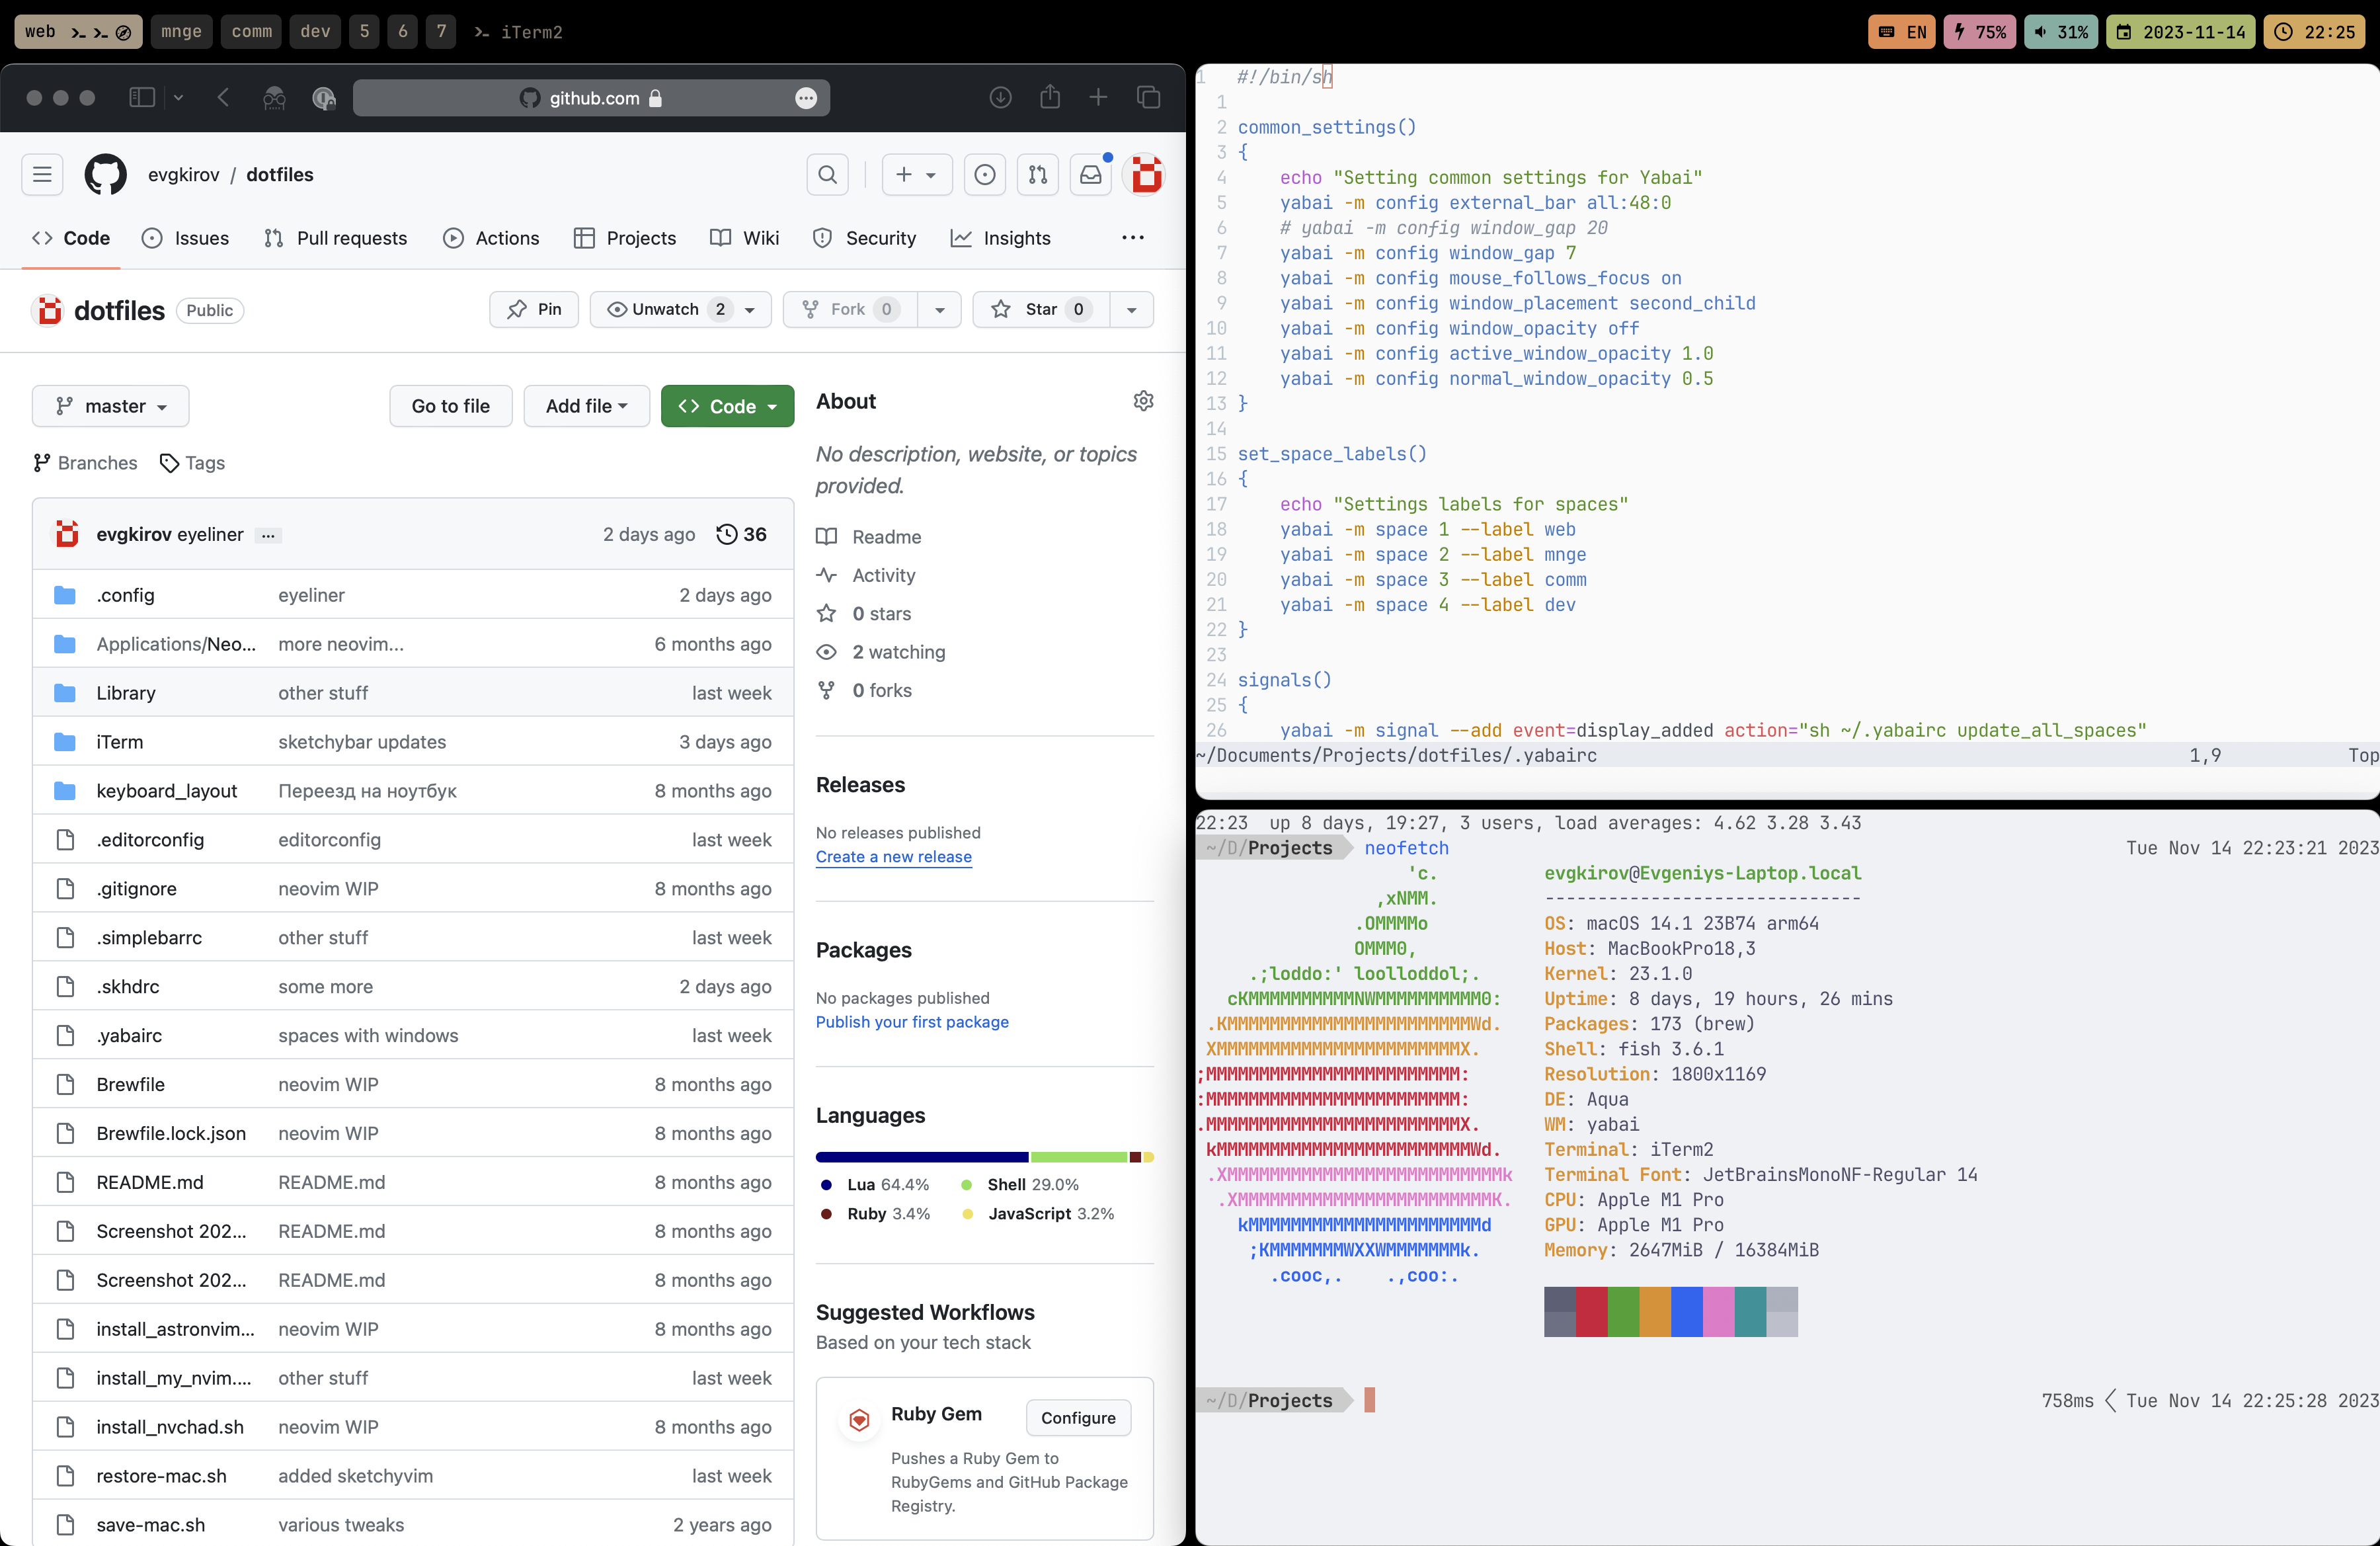 web
mnge
comm
dev
5
6
7
iTerm2
EN
75%
31%
2023-11-14
22:25
github.com
evgkirov / dotfiles
Code
Issues
Pull requests
Actions
Projects
Wiki
Security
Insights
dotfiles Public
Pin
Unwatch 2
Fork 0
Star 0
master
Go to file
Add file
Code
Branches
Tags
evgkirov eyeliner ... 2 days ago 36
.config eyeliner 2 days ago
Applications/Neo... more neovim... 6 months ago
Library other stuff last week
iTerm sketchybar updates 3 days ago
keyboard_layout Переезд на ноутбук 8 months ago
.editorconfig editorconfig last week
.gitignore neovim WIP 8 months ago
.simplebarrc other stuff last week
.skhdrc some more 2 days ago
.yabairc spaces with windows last week
Brewfile neovim WIP 8 months ago
Brewfile.lock.json neovim WIP 8 months ago
README.md README.md 8 months ago
Screenshot 202... README.md 8 months ago
Screenshot 202... README.md 8 months ago
install_astronvim... neovim WIP 8 months ago
install_my_nvim.... other stuff last week
install_nvchad.sh neovim WIP 8 months ago
restore-mac.sh added sketchyvim last week
save-mac.sh various tweaks 2 years ago
About
No description, website, or topics
provided.
Readme
Activity
0 stars
2 watching
0 forks
Releases
No releases published
Create a new release
Packages
No packages published
Publish your first package
Languages
Lua 64.4% Shell 29.0%
Ruby 3.4% JavaScript 3.2%
Suggested Workflows
Based on your tech stack
Ruby Gem
Configure
Pushes a Ruby Gem to
RubyGems and GitHub Package
Registry.
1 #!/bin/sh
1
2 common_settings()
3 {
4 echo "Setting common settings for Yabai"
5 yabai -m config external_bar all:48:0
6 # yabai -m config window_gap 20
7 yabai -m config window_gap 7
8 yabai -m config mouse_follows_focus on
9 yabai -m config window_placement second_child
10 yabai -m config window_opacity off
11 yabai -m config active_window_opacity 1.0
12 yabai -m config normal_window_opacity 0.5
13 }
14
15 set_space_labels()
16 {
17 echo "Settings labels for spaces"
18 yabai -m space 1 --label web
19 yabai -m space 2 --label mnge
20 yabai -m space 3 --label comm
21 yabai -m space 4 --label dev
22 }
23
24 signals()
25 {
26 yabai -m signal --add event=display_added action="sh ~/.yabairc update_all_spaces"
~/Documents/Projects/dotfiles/.yabairc 1,9 Top
22:23 up 8 days, 19:27, 3 users, load averages: 4.62 3.28 3.43
~/D/Projects neofetch Tue Nov 14 22:23:21 2023
'c. evgkirov@Evgeniys-Laptop.local
,xNMM. ------------------------------
.OMMMMo OS: macOS 14.1 23B74 arm64
OMMM0, Host: MacBookPro18,3
.;loddo:' loolloddol;. Kernel: 23.1.0
cKMMMMMMMMMMNWMMMMMMMMMM0: Uptime: 8 days, 19 hours, 26 mins
.KMMMMMMMMMMMMMMMMMMMMMMMWd. Packages: 173 (brew)
XMMMMMMMMMMMMMMMMMMMMMMMX. Shell: fish 3.6.1
;MMMMMMMMMMMMMMMMMMMMMMMM: Resolution: 1800x1169
:MMMMMMMMMMMMMMMMMMMMMMMM: DE: Aqua
.MMMMMMMMMMMMMMMMMMMMMMMMX. WM: yabai
kMMMMMMMMMMMMMMMMMMMMMMMMWd. Terminal: iTerm2
.XMMMMMMMMMMMMMMMMMMMMMMMMMMk Terminal Font: JetBrainsMonoNF-Regular 14
.XMMMMMMMMMMMMMMMMMMMMMMMMK. CPU: Apple M1 Pro
kMMMMMMMMMMMMMMMMMMMMMMd GPU: Apple M1 Pro
;KMMMMMMMWXXWMMMMMMMk. Memory: 2647MiB / 16384MiB
.cooc,. .,coo:.
~/D/Projects 758ms Tue Nov 14 22:25:28 2023